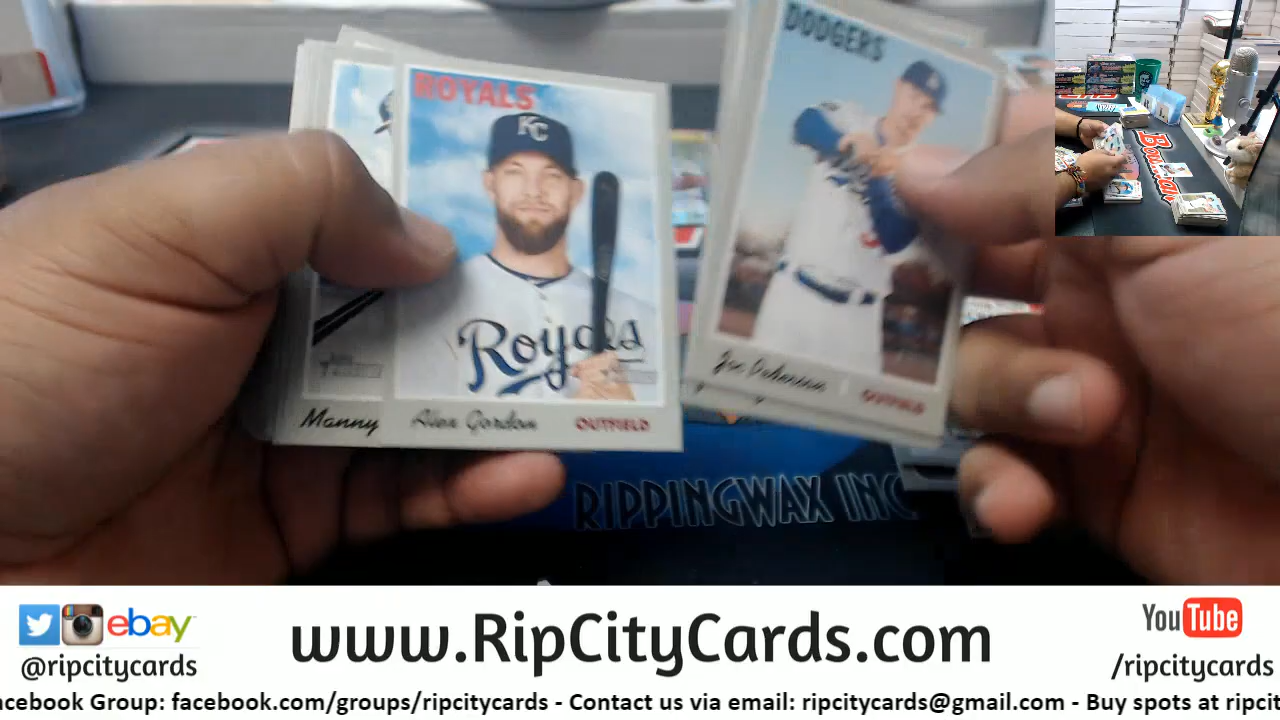 ROYALS
KC
Royals
Manny
Alex Gordon
OUTFIELD
DODGERS
Joc Pederson
OUTFIELD
RIPPINGWAX INC
ebay
@ripcitycards
www.RipCityCards.com
YouTube
/ripcitycards
acebook Group: facebook.com/groups/ripcitycards - Contact us via email: ripcitycards@gmail.com - Buy spots at ripcit